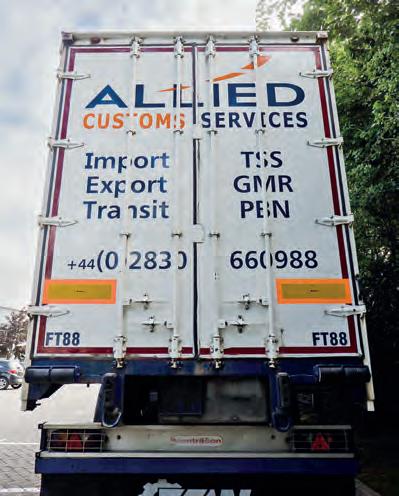 ALLIED
CUSTOMS SERVICES
Import TSS
Export GMR
Transit PBN
+44(0 2830 660988
FT88 FT88